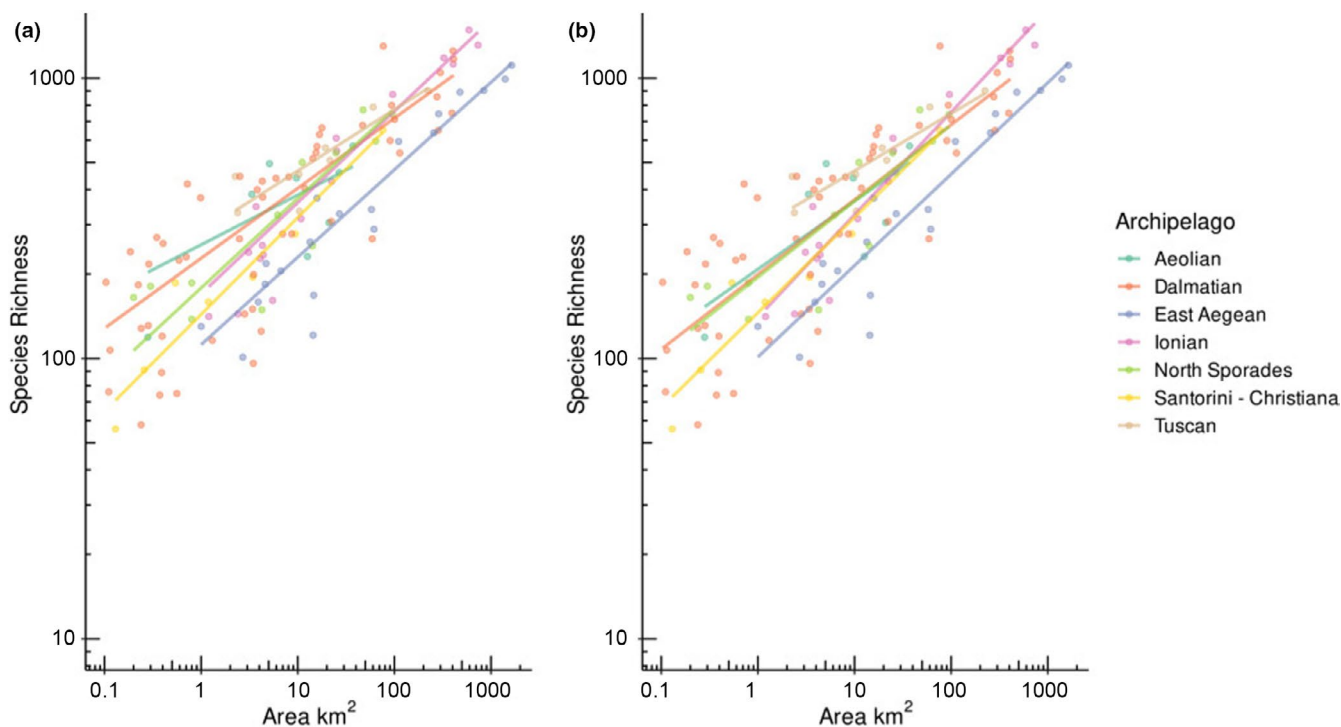 (a)
Species Richness
1000
100
10
0.1 1 10 100 1000
Area km²
(b)
Species Richness
1000
100
10
0.1 1 10 100 1000
Area km²
Archipelago
Aeolian
Dalmatian
East Aegean
Ionian
North Sporades
Santorini - Christiana
Tuscan